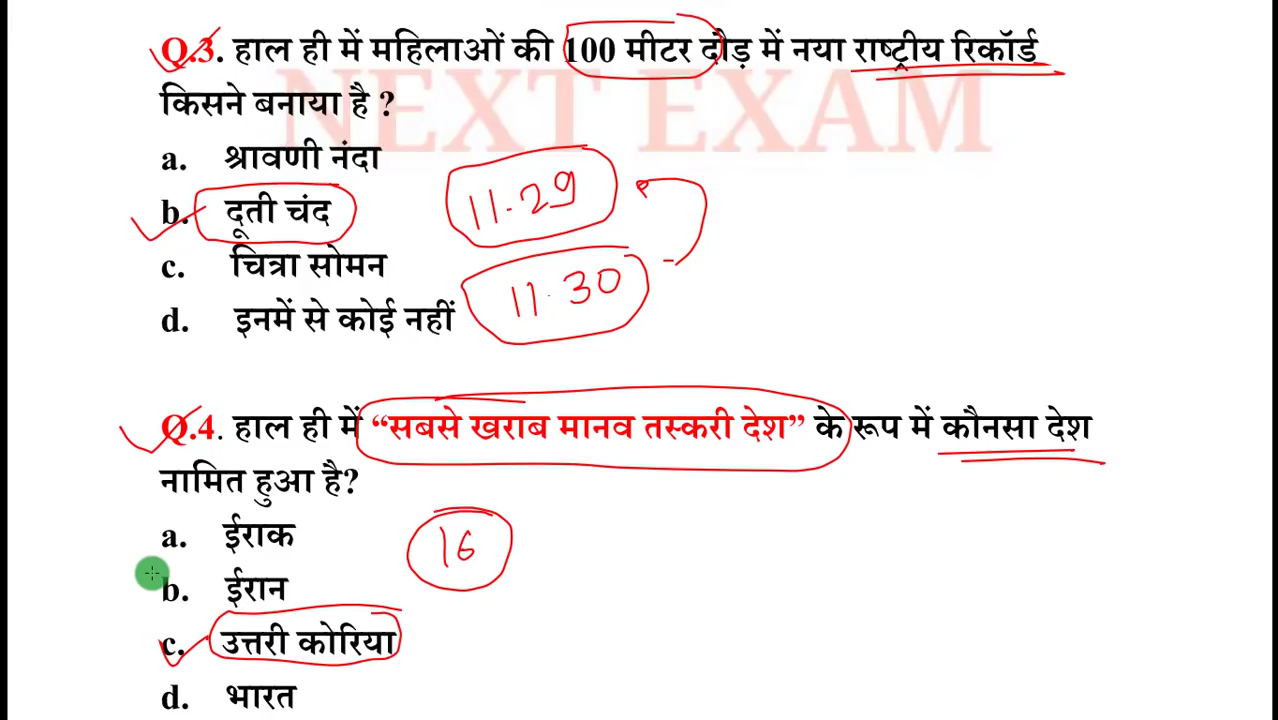 Q.3. हाल ही में महिलाओं की 100 मीटर दौड़ में नया राष्ट्रीय रिकॉर्ड
किसने बनाया है ?
NEXT EXAM
a. श्रावणी नंदा
11.29
b. दूती चंद
c. चित्रा सोमन
11.30
d. इनमें से कोई नहीं
Q.4. हाल ही में “सबसे खराब मानव तस्करी देश” के रूप में कौनसा देश
नामित हुआ है?
a. ईराक
16
b. ईरान
c. उत्तरी कोरिया
d. भारत